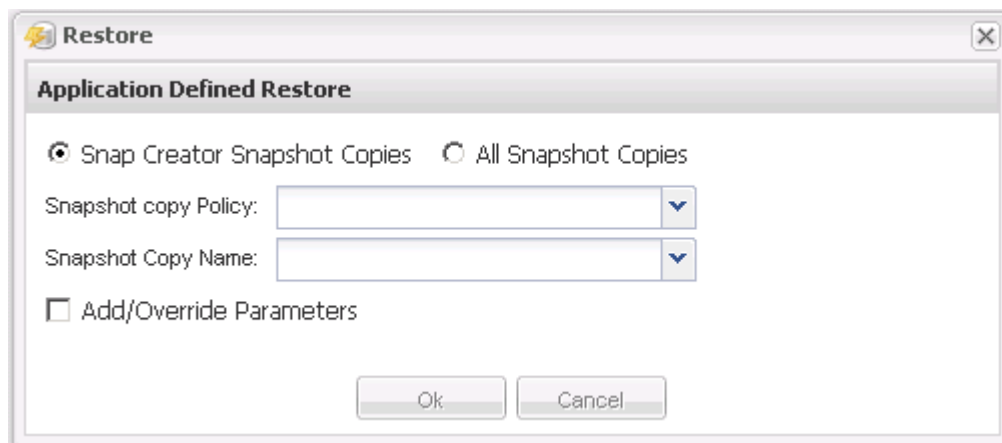 Restore
Application Defined Restore
Snap Creator Snapshot Copies All Snapshot Copies
Snapshot copy Policy:
Snapshot Copy Name:
Add/Override Parameters
Ok Cancel